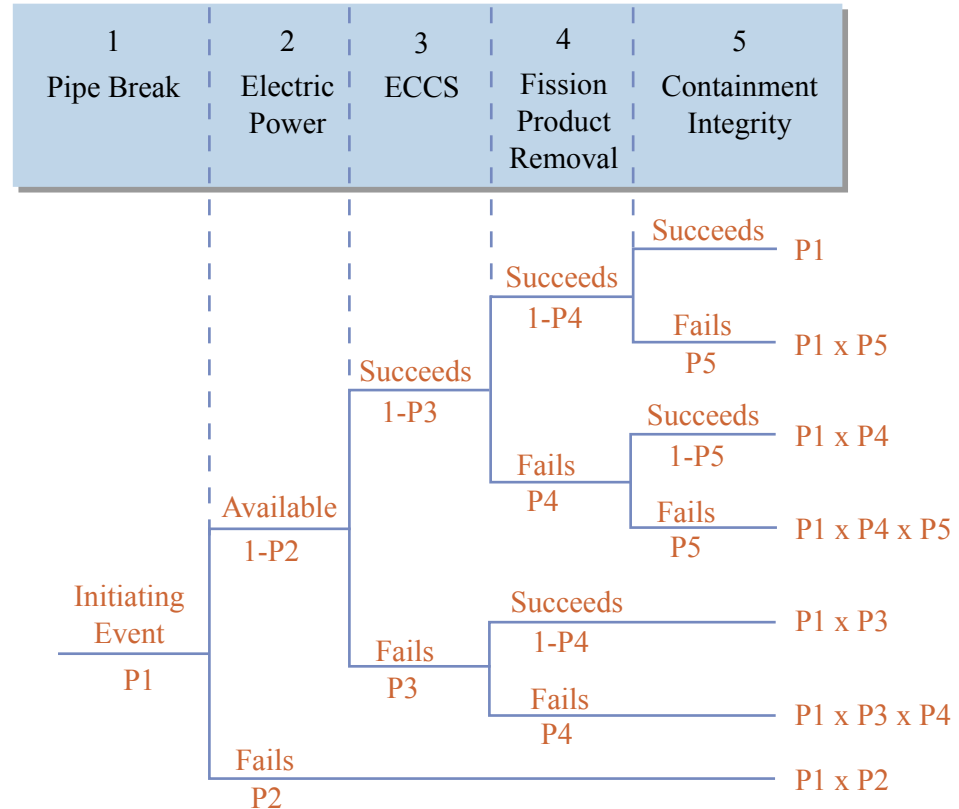 1
Pipe Break
2
Electric
Power
3
ECCS
4
Fission
Product
Removal
5
Containment
Integrity
Succeeds
P1
Succeeds
1-P4
Fails
P5
P1 x P5
Succeeds
1-P3
Succeeds
1-P5
P1 x P4
Fails
P4
Fails
P5
P1 x P4 x P5
Available
1-P2
Initiating
Event
P1
Succeeds
1-P4
P1 x P3
Fails
P3
Fails
P4
P1 x P3 x P4
Fails
P2
P1 x P2